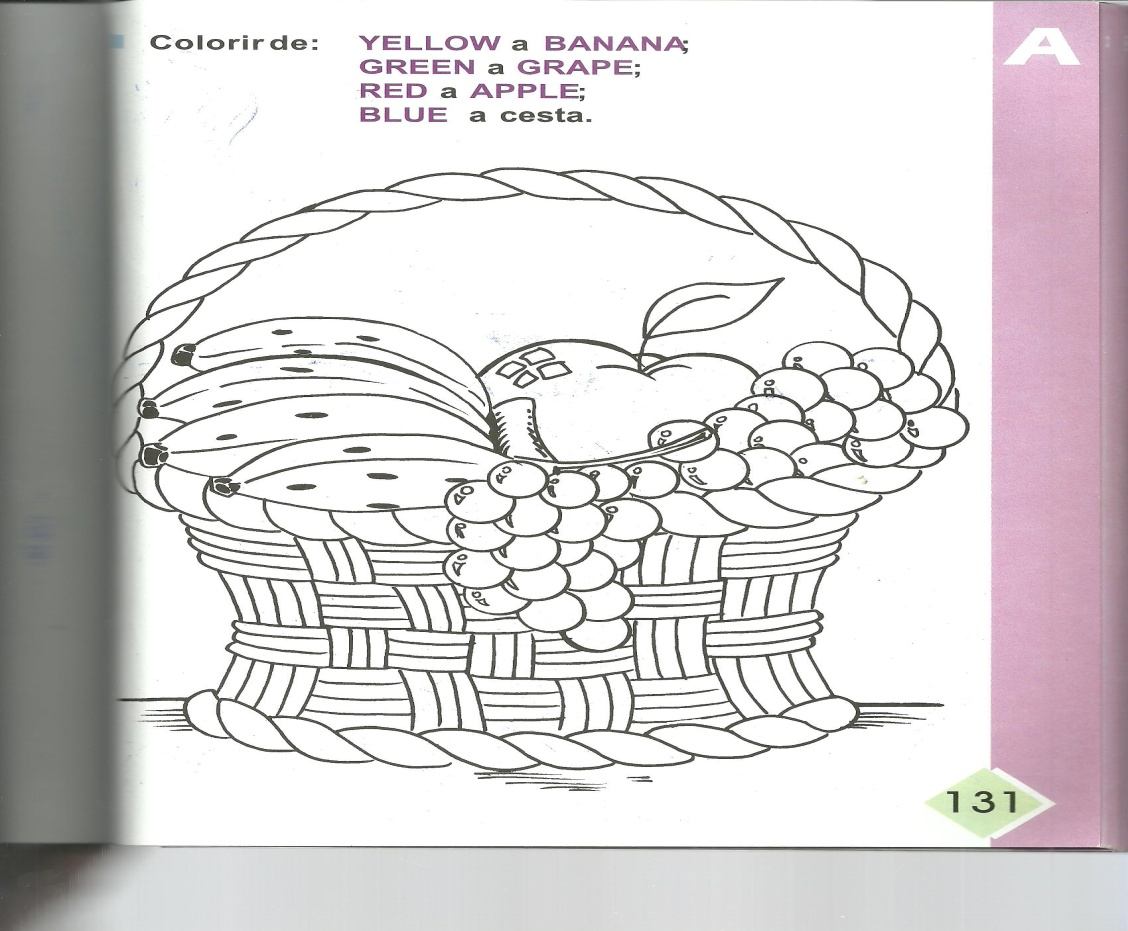 Colorir de: YELLOW a BANANA;
GREEN a GRAPE;
RED a APPLE;
BLUE a cesta.
A
131